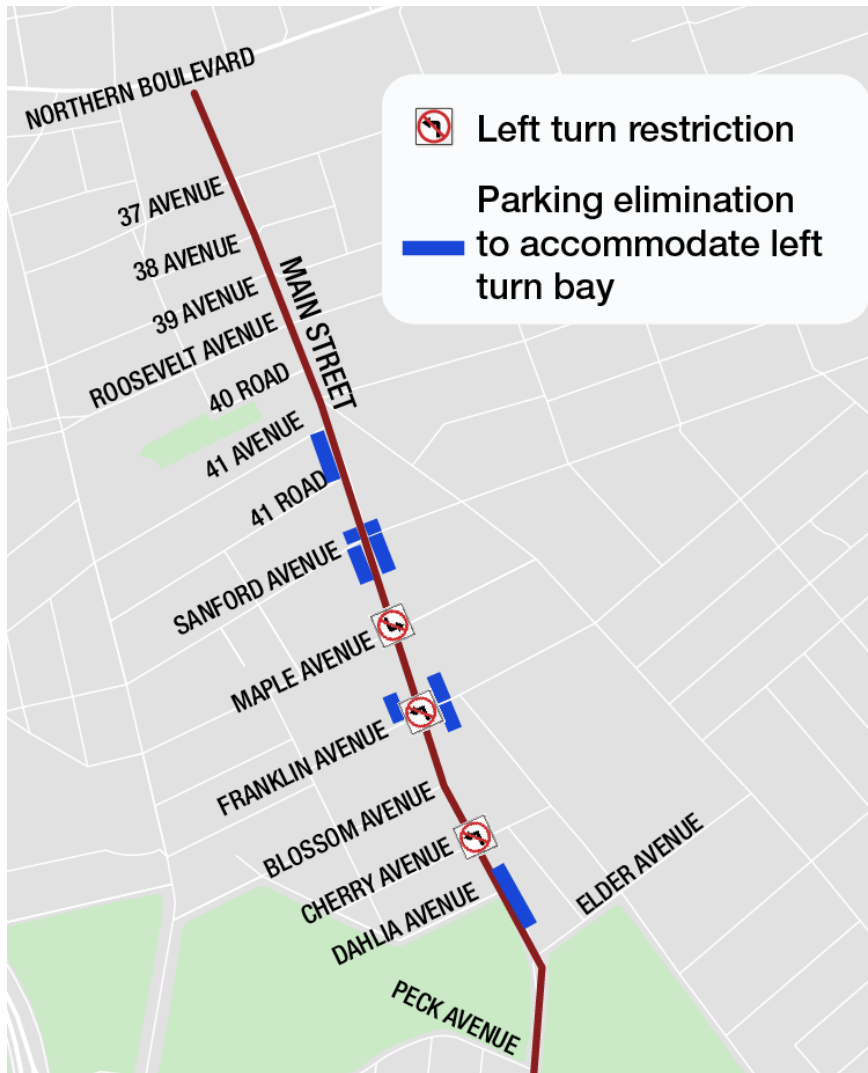 NORTHERN BOULEVARD
Left turn restriction
Parking elimination
to accommodate left
turn bay
37 AVENUE
38 AVENUE
39 AVENUE
MAIN STREET
ROOSEVELT AVENUE
40 ROAD
41 AVENUE
41 ROAD
SANFORD AVENUE
MAPLE AVENUE
FRANKLIN AVENUE
BLOSSOM AVENUE
CHERRY AVENUE
ELDER AVENUE
DAHLIA AVENUE
PECK AVENUE